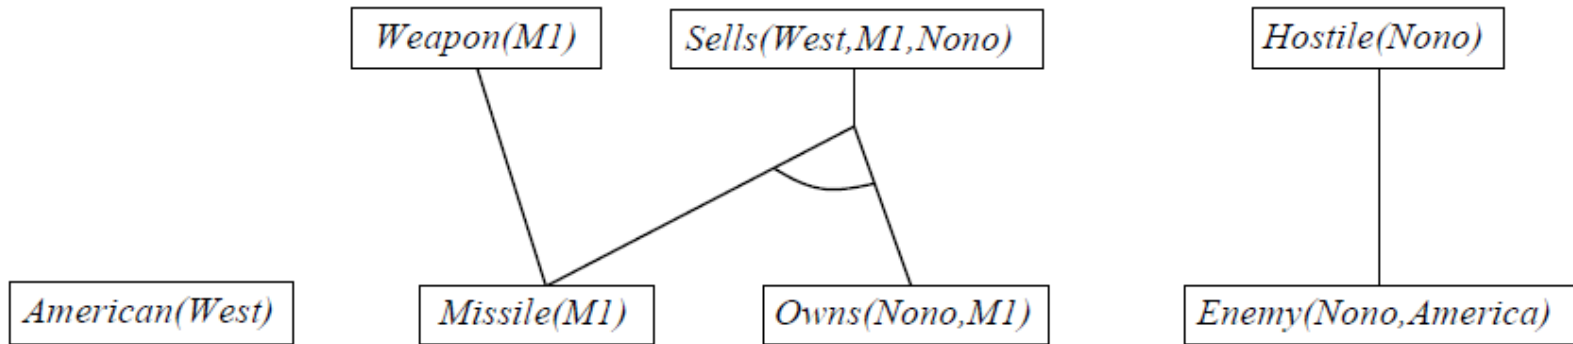 Weapon(M1)
Sells(West,M1,Nono)
Hostile(Nono)
American(West)
Missile(M1)
Owns(Nono,M1)
Enemy(Nono,America)